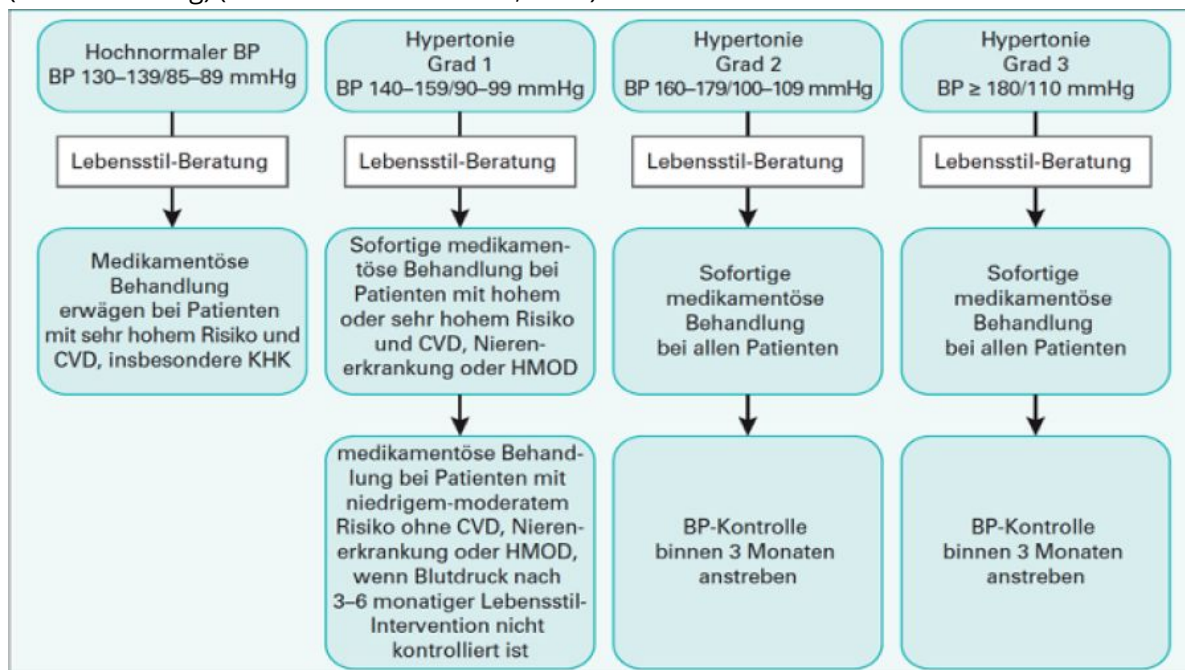 Hochnormaler BP
BP 130–139/85–89 mmHg
Hypertonie
Grad 1
BP 140–159/90–99 mmHg
Hypertonie
Grad 2
BP 160–179/100–109 mmHg
Hypertonie
Grad 3
BP ≥ 180/110 mmHg
Lebensstil-Beratung
Lebensstil-Beratung
Lebensstil-Beratung
Lebensstil-Beratung
Medikamentöse
Behandlung
erwägen bei Patienten
mit sehr hohem Risiko und
CVD, insbesondere KHK
Sofortige medikamen-
töse Behandlung bei
Patienten mit hohem
oder sehr hohem Risiko
und CVD, Nieren-
erkrankung oder HMOD
Sofortige
medikamentöse
Behandlung
bei allen Patienten
Sofortige
medikamentöse
Behandlung
bei allen Patienten
medikamentöse Behand-
lung bei Patienten mit
niedrigem-moderatem
Risiko ohne CVD, Nieren-
erkrankung oder HMOD,
wenn Blutdruck nach
3–6 monatiger Lebensstil-
Intervention nicht
kontrolliert ist
BP-Kontrolle
binnen 3 Monaten
anstreben
BP-Kontrolle
binnen 3 Monaten
anstreben